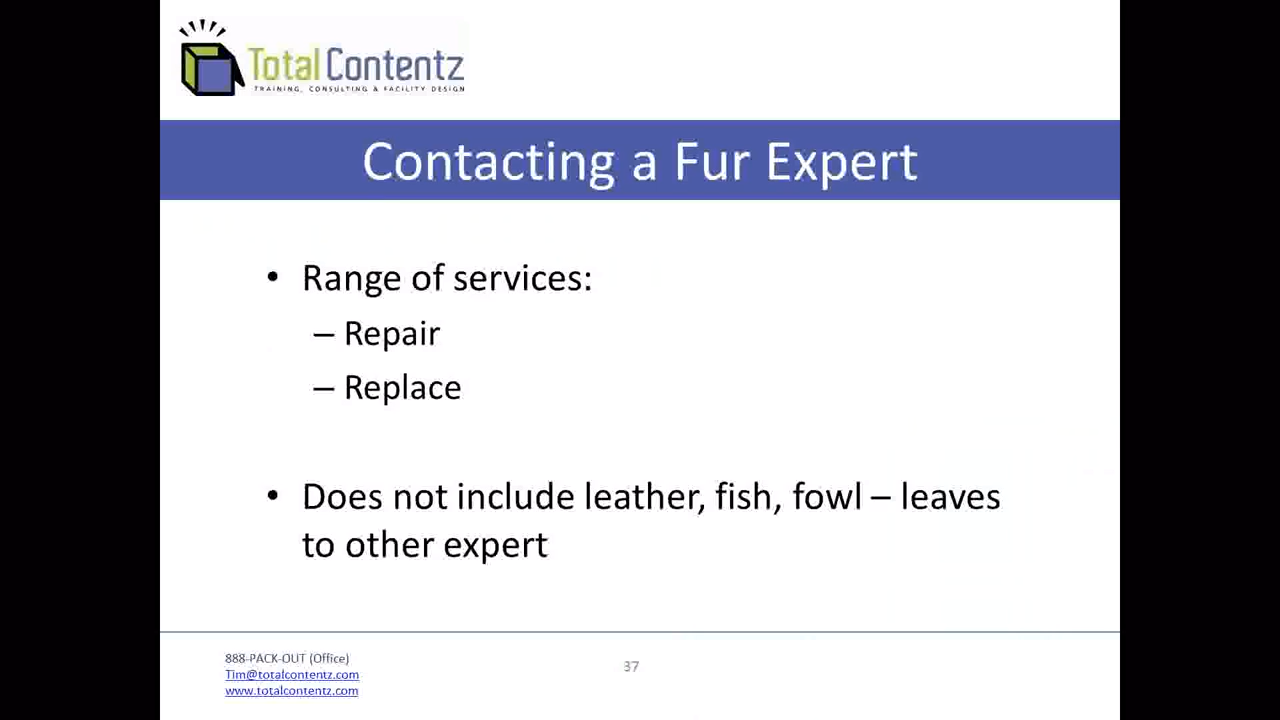 Total Contentz
TRAINING, CONSULTING & FACILITY DESIGN
Contacting a Fur Expert
• Range of services:
– Repair
– Replace
• Does not include leather, fish, fowl – leaves
to other expert
888-PACK-OUT (Office)
Tim@totalcontentz.com
www.totalcontentz.com
37